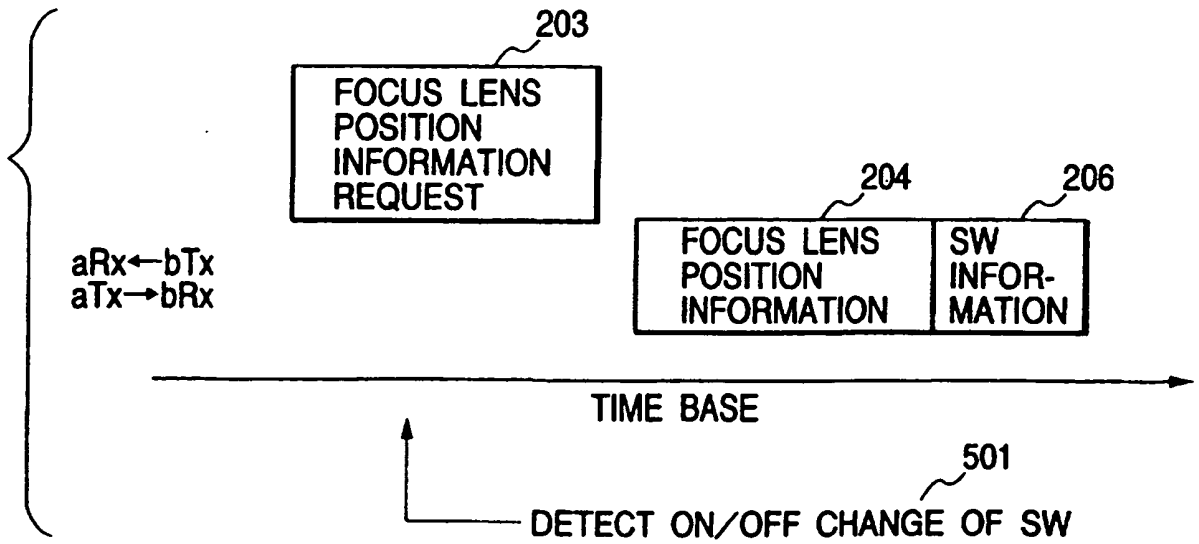 203
FOCUS LENS
POSITION
INFORMATION
REQUEST
204
206
FOCUS LENS
POSITION
INFORMATION
SW
INFOR-
MATION
aRx←bTx
aTx→bRx
TIME BASE
501
DETECT ON/OFF CHANGE OF SW